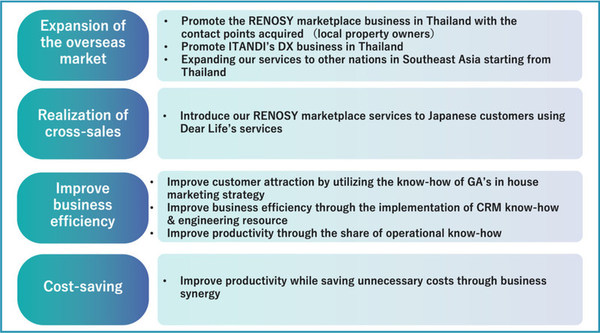 Expansion of
the overseas
market
• Promote the RENOSY marketplace business in Thailand with the
contact points acquired （local property owners）
• Promote ITANDI's DX business in Thailand
• Expanding our services to other nations in Southeast Asia starting from
Thailand
Realization of
cross-sales
• Introduce our RENOSY marketplace services to Japanese customers using
Dear Life's services
Improve
business
efficiency
• Improve customer attraction by utilizing the know-how of GA's in house
marketing strategy
• Improve business efficiency through the implementation of CRM know-how
& engineering resource
• Improve productivity through the share of operational know-how
Cost-saving
• Improve productivity while saving unnecessary costs through business
synergy